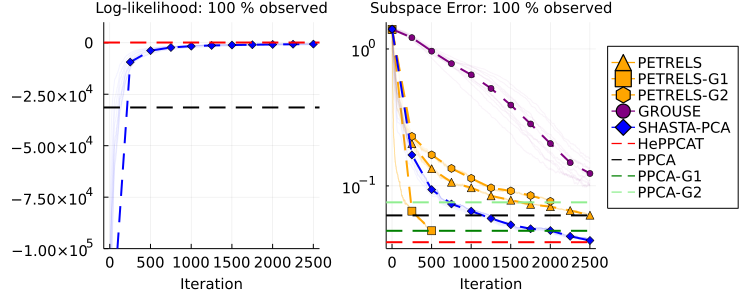 Log-likelihood: 100 % observed
0
−2.50×10⁴
−5.00×10⁴
−7.50×10⁴
−1.00×10⁵
0 500 1000 1500 2000 2500
Iteration
Subspace Error: 100 % observed
10⁰
10⁻¹
0 500 1000 1500 2000 2500
Iteration
PETRELS
PETRELS-G1
PETRELS-G2
GROUSE
SHASTA-PCA
HePPCAT
PPCA
PPCA-G1
PPCA-G2